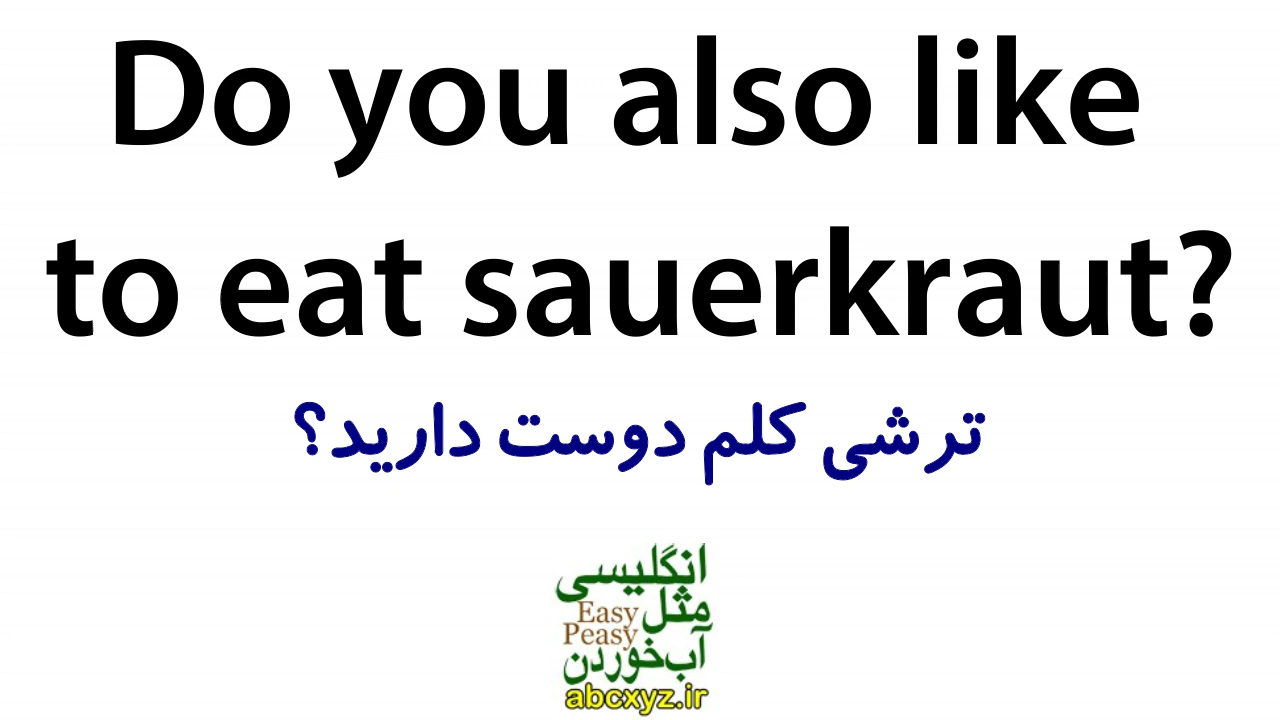 Do you also like
to eat sauerkraut?
ترشی کلم دوست دارید؟
انگلیسی
مثل
Easy
Peasy
آب‌خوردن
abcxyz.ir